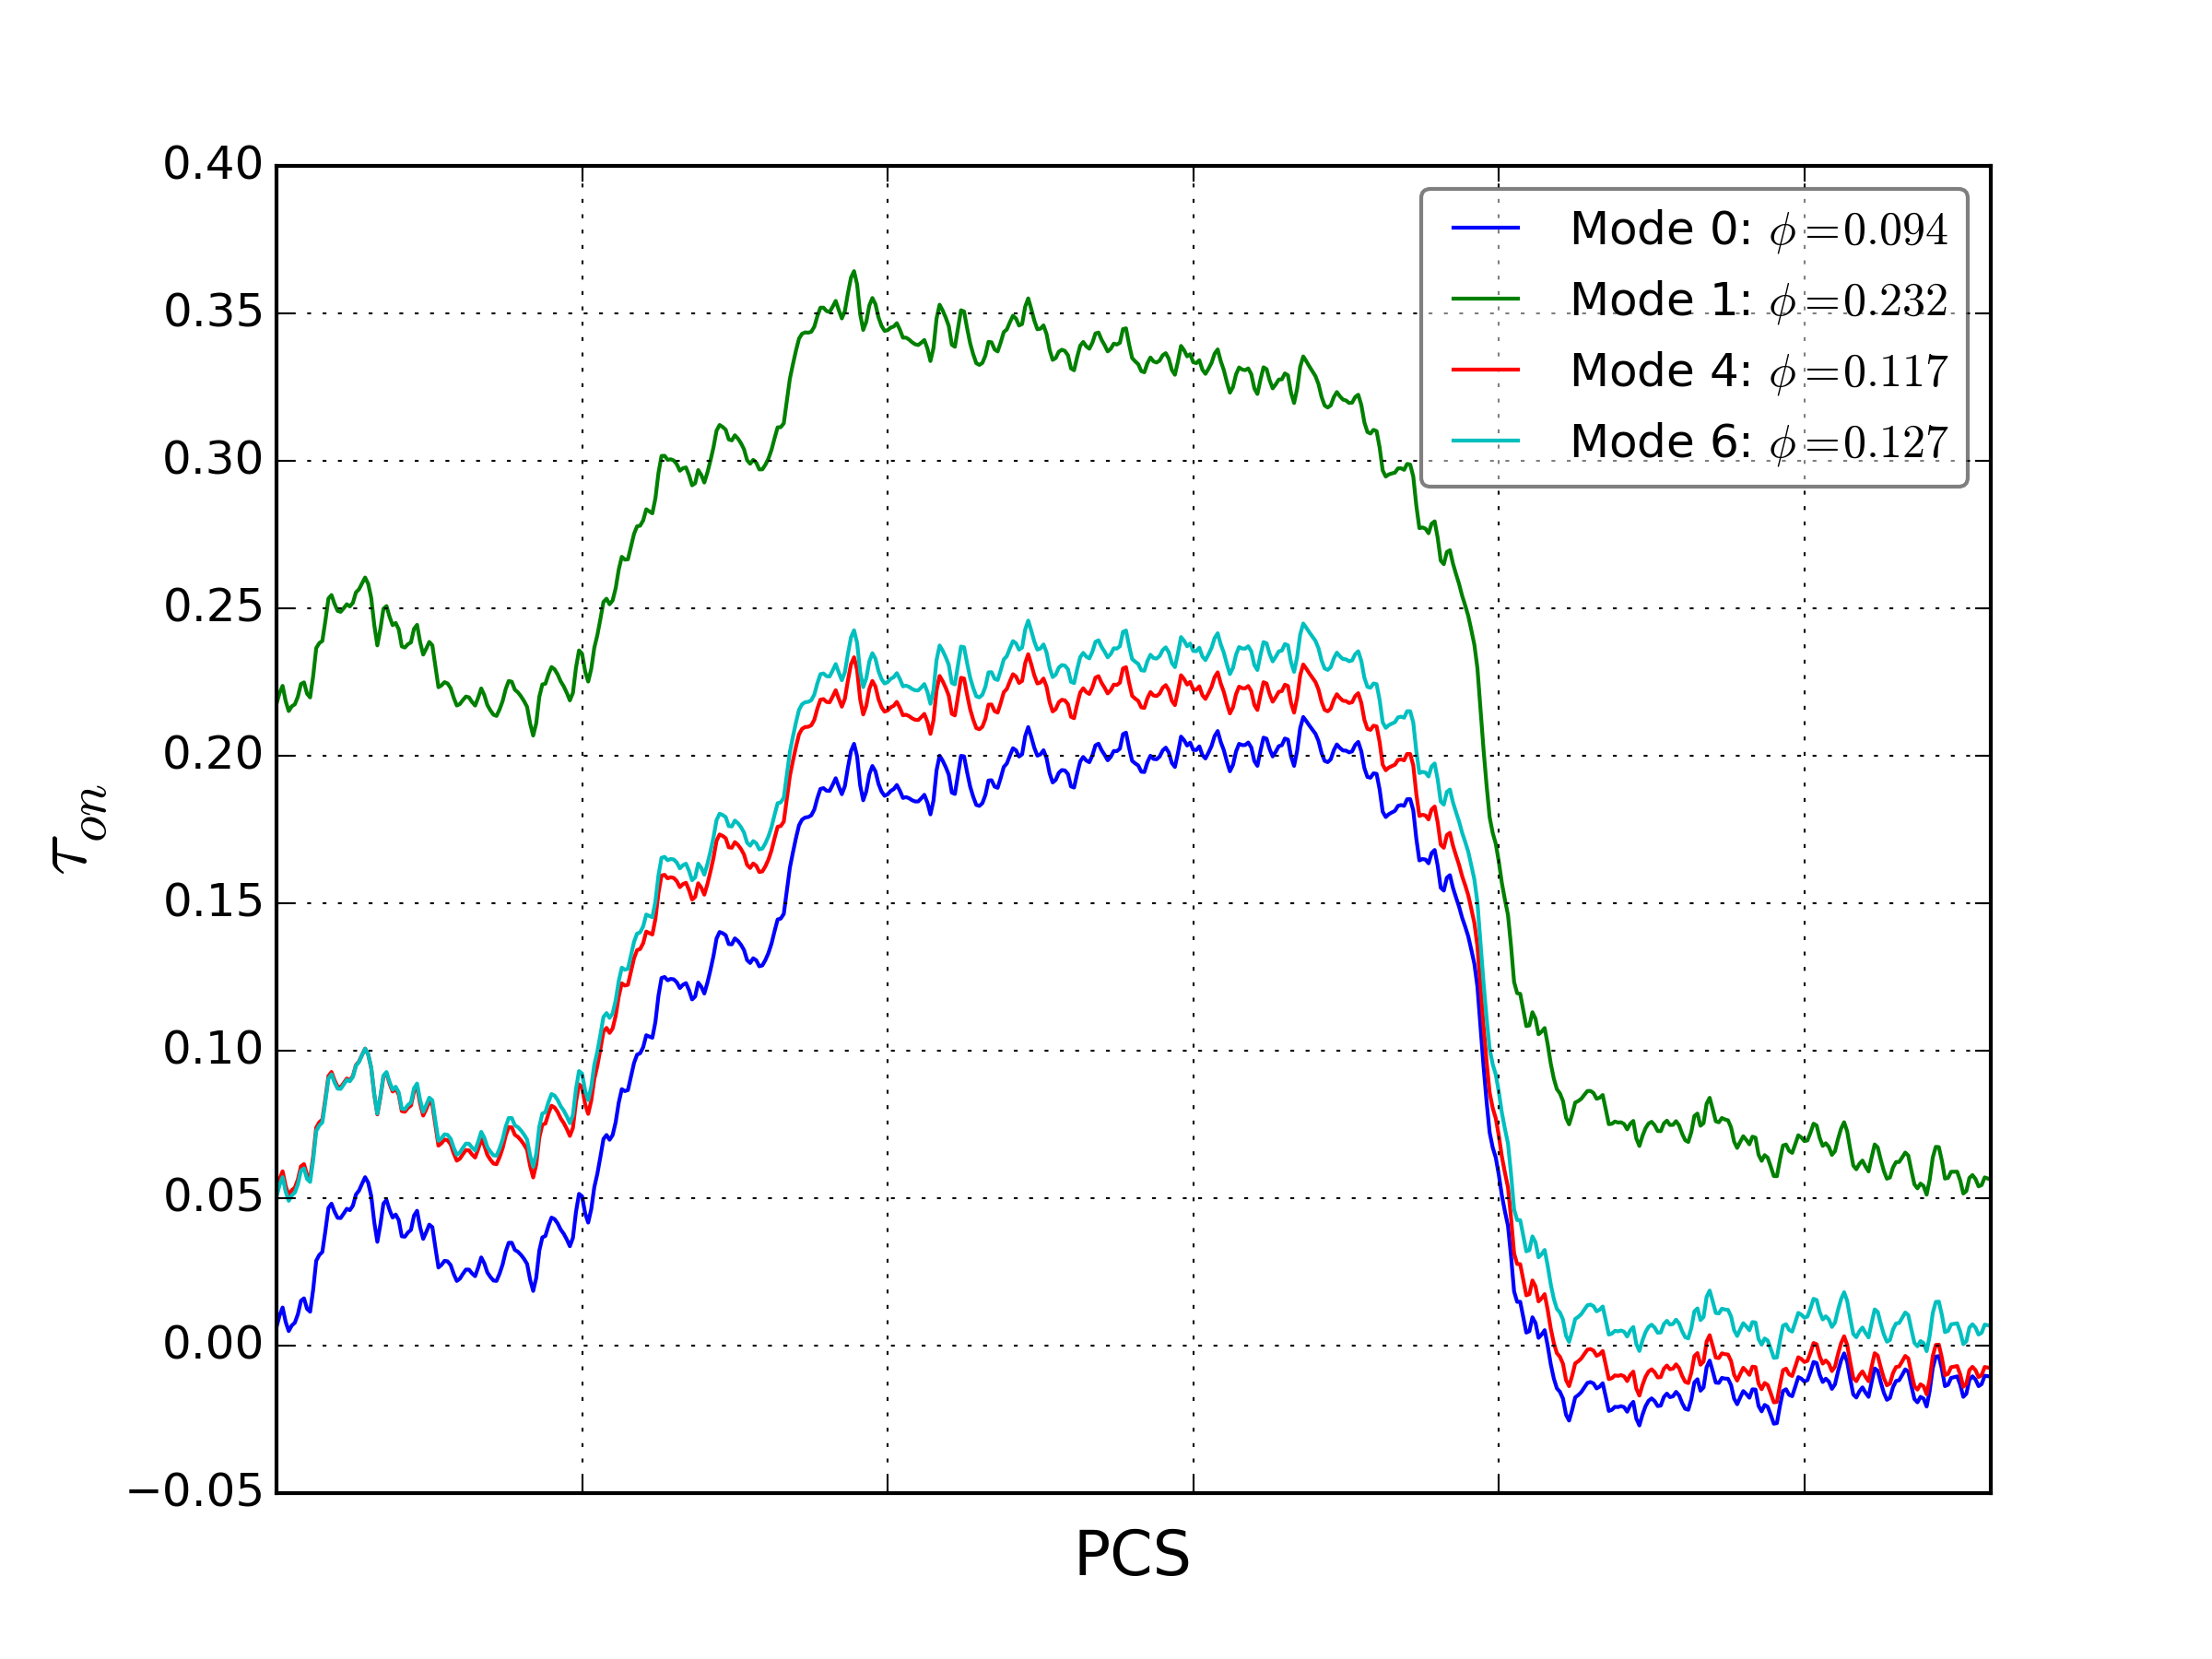 0.40
0.35
0.30
0.25
0.20
0.15
0.10
0.05
0.00
−0.05
τ_on
PCS
Mode 0: ϕ=0.094
Mode 1: ϕ=0.232
Mode 4: ϕ=0.117
Mode 6: ϕ=0.127